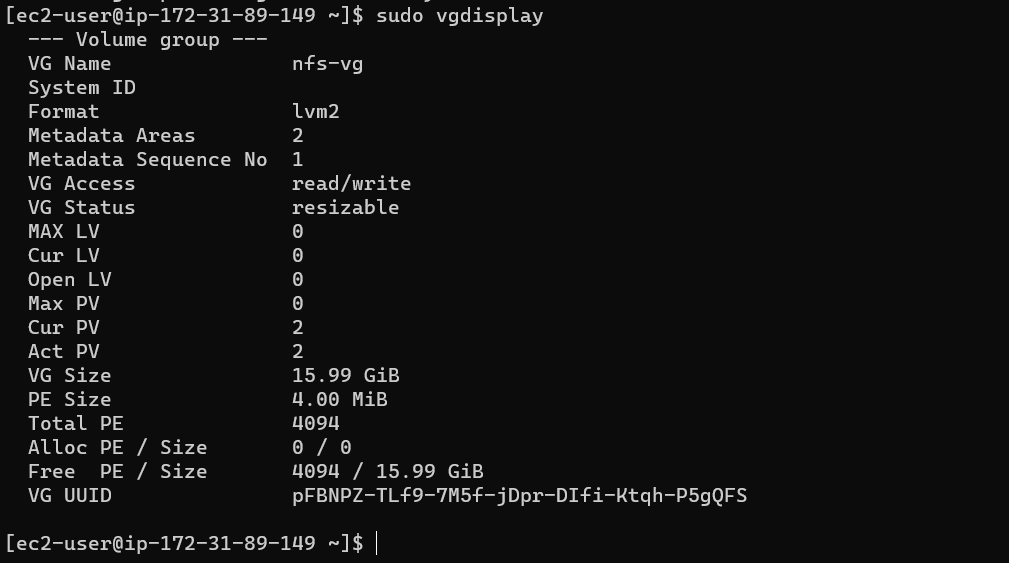 [ec2-user@ip-172-31-89-149 ~]$ sudo vgdisplay
  --- Volume group ---
  VG Name               nfs-vg
  System ID
  Format                lvm2
  Metadata Areas        2
  Metadata Sequence No  1
  VG Access             read/write
  VG Status             resizable
  MAX LV                0
  Cur LV                0
  Open LV               0
  Max PV                0
  Cur PV                2
  Act PV                2
  VG Size               15.99 GiB
  PE Size               4.00 MiB
  Total PE              4094
  Alloc PE / Size       0 / 0
  Free  PE / Size       4094 / 15.99 GiB
  VG UUID               pFBNPZ-TLf9-7M5f-jDpr-DIfi-Ktqh-P5gQFS
[ec2-user@ip-172-31-89-149 ~]$